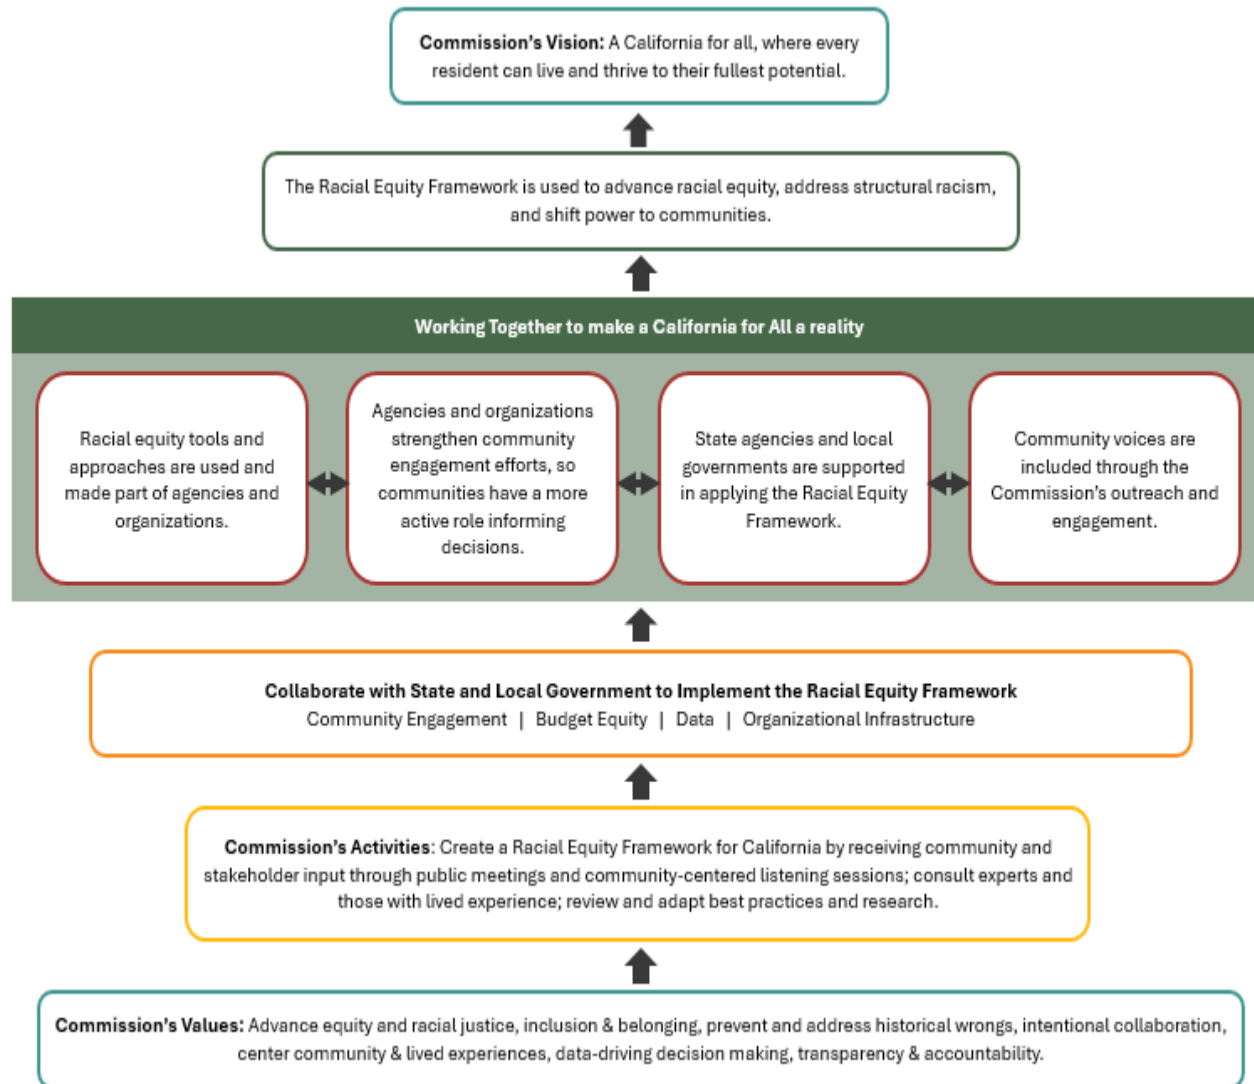 Commission's Vision: A California for all, where every
resident can live and thrive to their fullest potential.
The Racial Equity Framework is used to advance racial equity, address structural racism,
and shift power to communities.
Working Together to make a California for All a reality
Racial equity tools and
approaches are used and
made part of agencies and
organizations.
Agencies and organizations
strengthen community
engagement efforts, so
communities have a more
active role informing
decisions.
State agencies and local
governments are supported
in applying the Racial Equity
Framework.
Community voices are
included through the
Commission's outreach and
engagement.
Collaborate with State and Local Government to Implement the Racial Equity Framework
Community Engagement | Budget Equity | Data | Organizational Infrastructure
Commission's Activities: Create a Racial Equity Framework for California by receiving community and
stakeholder input through public meetings and community-centered listening sessions; consult experts and
those with lived experience; review and adapt best practices and research.
Commission's Values: Advance equity and racial justice, inclusion & belonging, prevent and address historical wrongs, intentional collaboration,
center community & lived experiences, data-driving decision making, transparency & accountability.